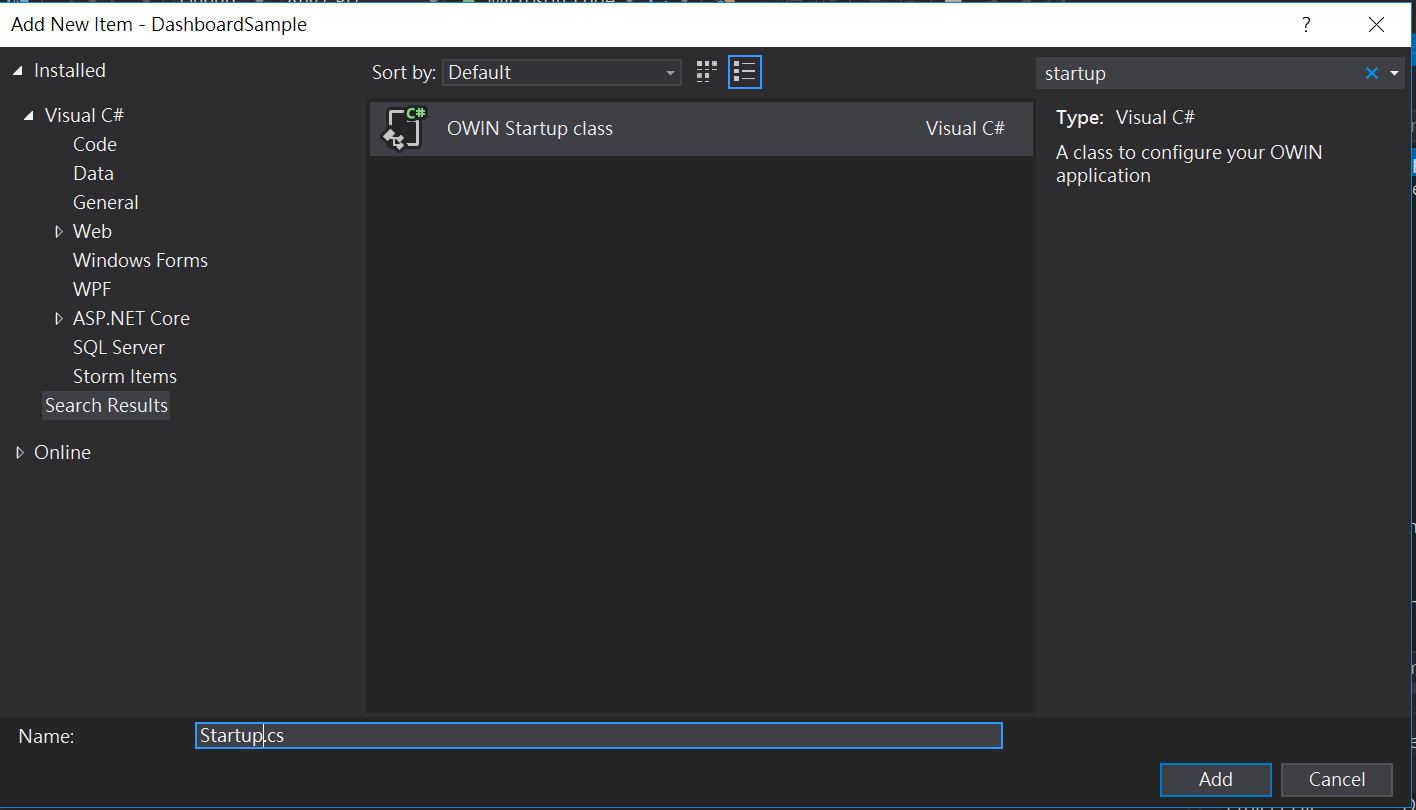 Add New Item - DashboardSample
?
Installed
Visual C#
Code
Data
General
Web
Windows Forms
WPF
ASP.NET Core
SQL Server
Storm Items
Search Results
Online
Sort by: Default
C#
OWIN Startup class Visual C#
startup
Type: Visual C#
A class to configure your OWIN
application
Name: Startup.cs
Add Cancel